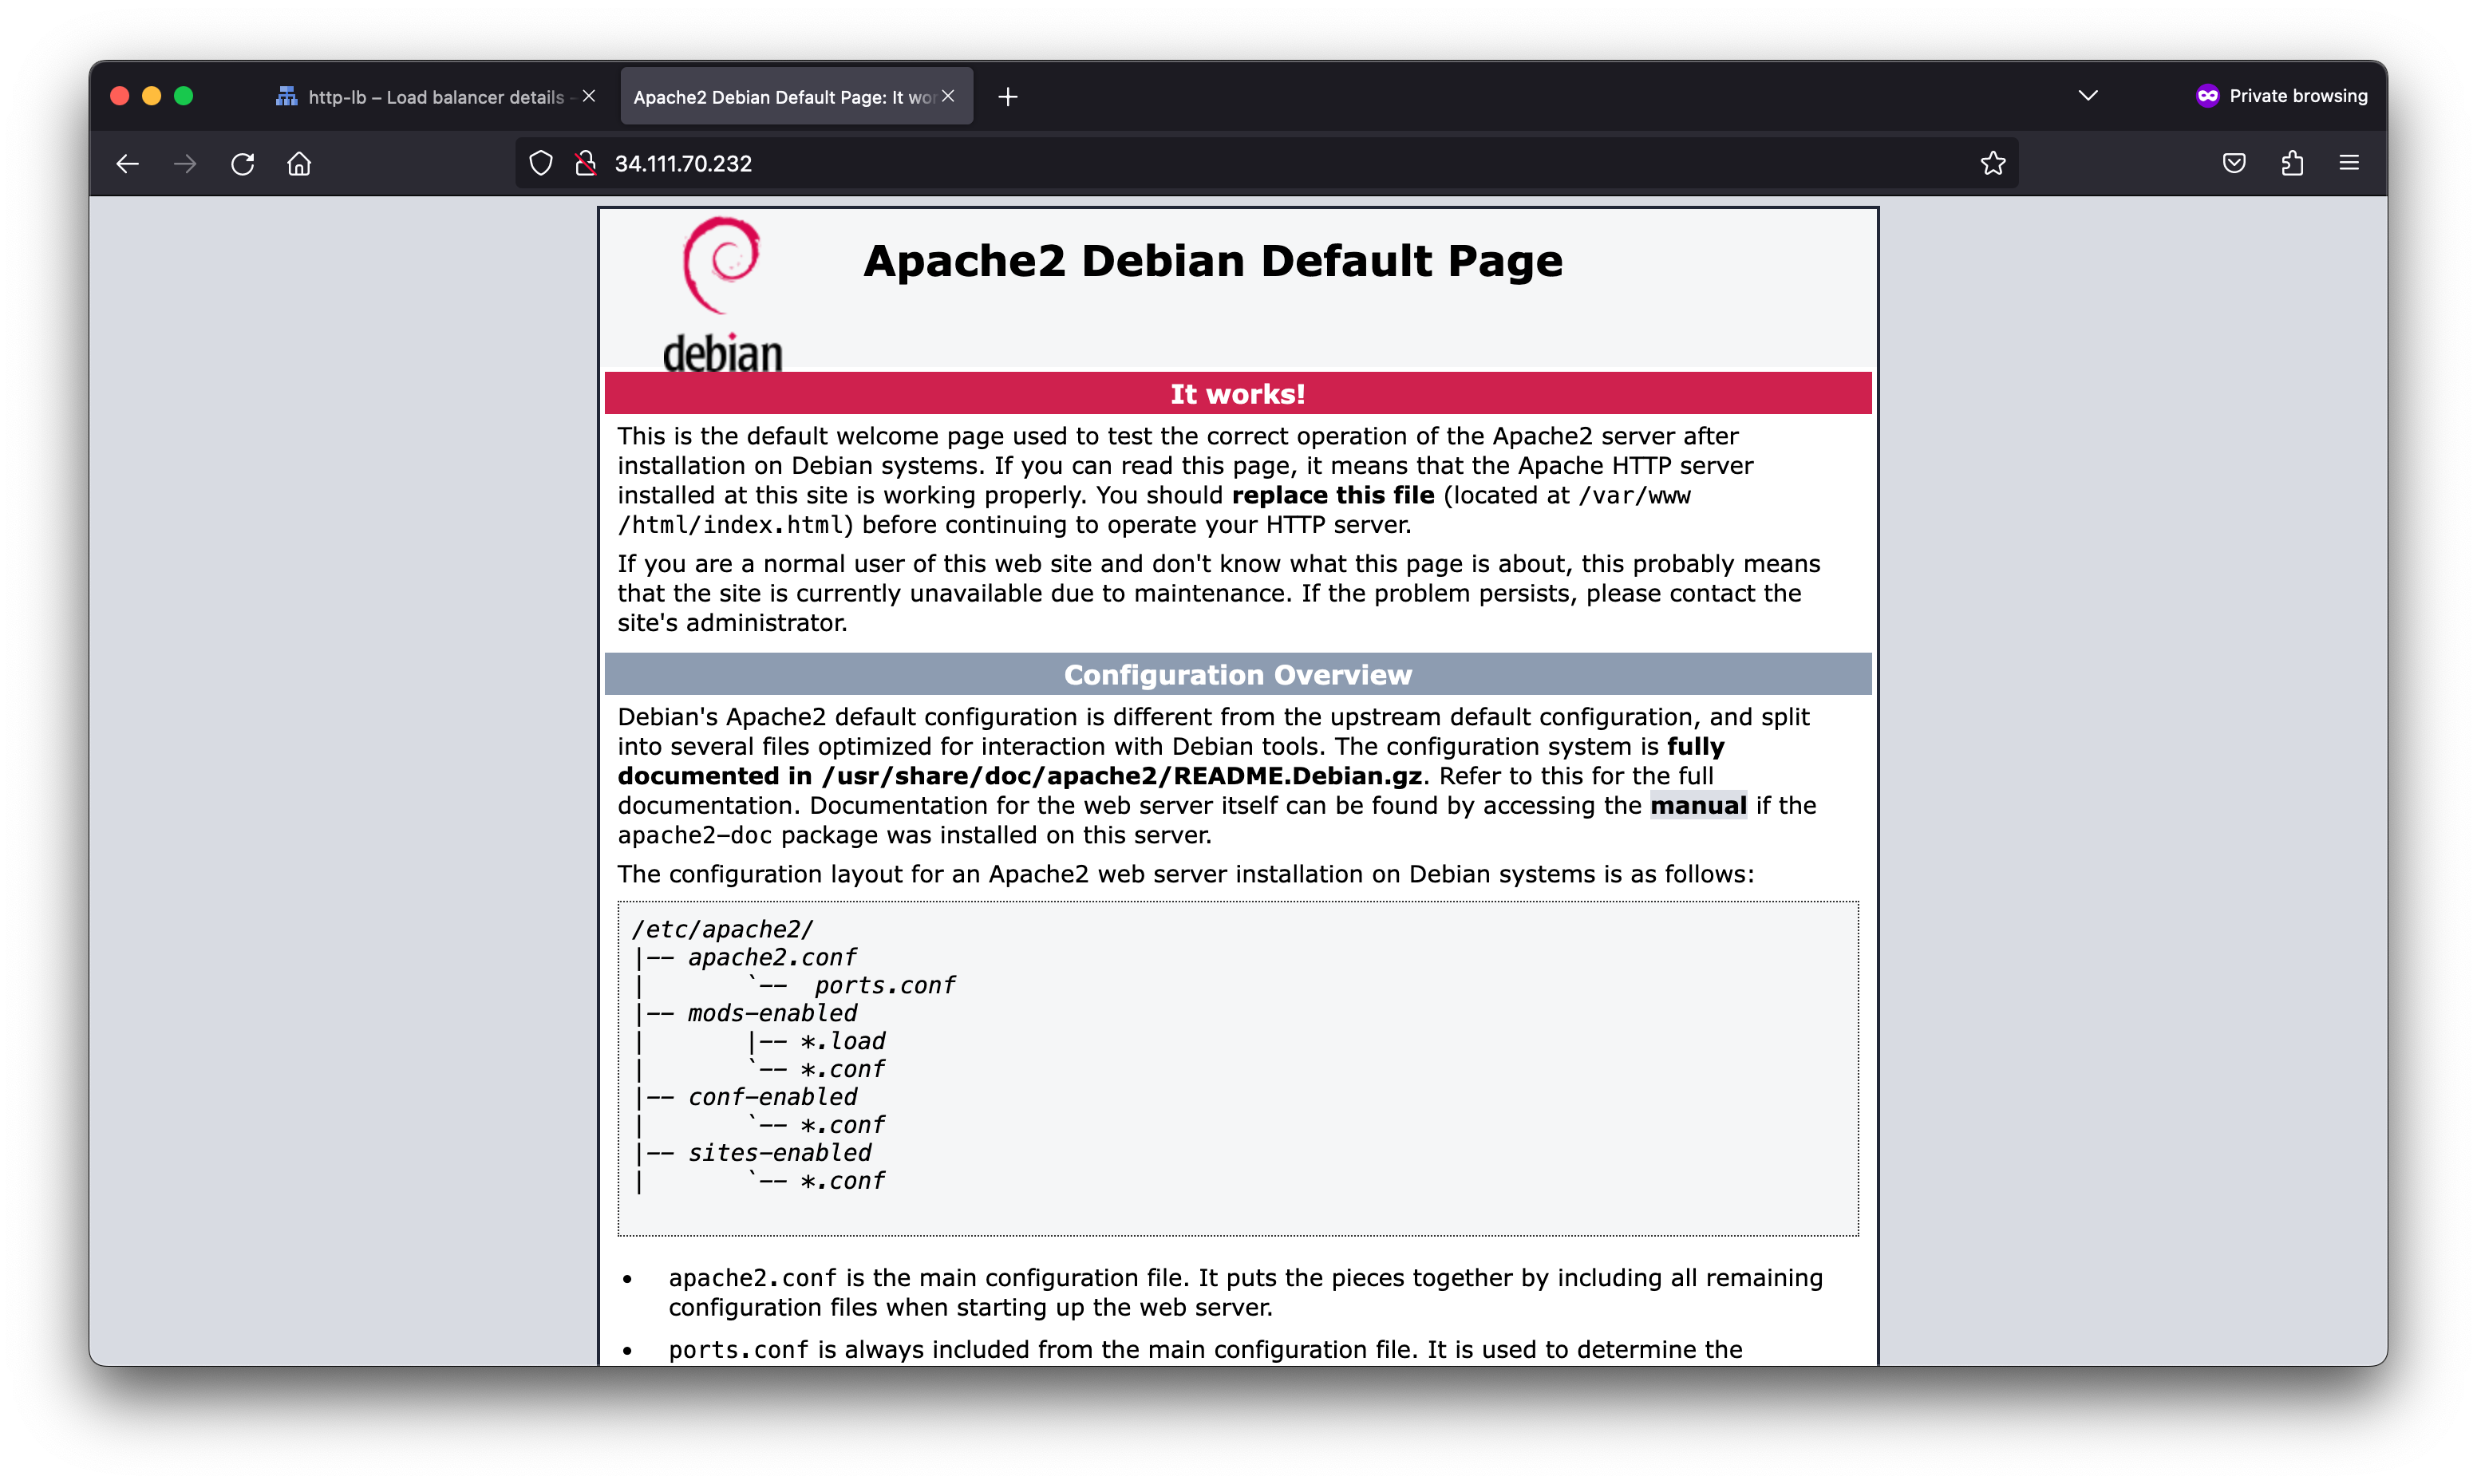 http-lb – Load balancer details -
Apache2 Debian Default Page: It wor
Private browsing
34.111.70.232
debian
Apache2 Debian Default Page
It works!
This is the default welcome page used to test the correct operation of the Apache2 server after
installation on Debian systems. If you can read this page, it means that the Apache HTTP server
installed at this site is working properly. You should replace this file (located at /var/www
/html/index.html) before continuing to operate your HTTP server.
If you are a normal user of this web site and don't know what this page is about, this probably means
that the site is currently unavailable due to maintenance. If the problem persists, please contact the
site's administrator.
Configuration Overview
Debian's Apache2 default configuration is different from the upstream default configuration, and split
into several files optimized for interaction with Debian tools. The configuration system is fully
documented in /usr/share/doc/apache2/README.Debian.gz. Refer to this for the full
documentation. Documentation for the web server itself can be found by accessing the manual if the
apache2-doc package was installed on this server.
The configuration layout for an Apache2 web server installation on Debian systems is as follows:
/etc/apache2/
|-- apache2.conf
|       `--  ports.conf
|-- mods-enabled
|       |-- *.load
|       `-- *.conf
|-- conf-enabled
|       `-- *.conf
|-- sites-enabled
|       `-- *.conf
• apache2.conf is the main configuration file. It puts the pieces together by including all remaining
configuration files when starting up the web server.
• ports.conf is always included from the main configuration file. It is used to determine the